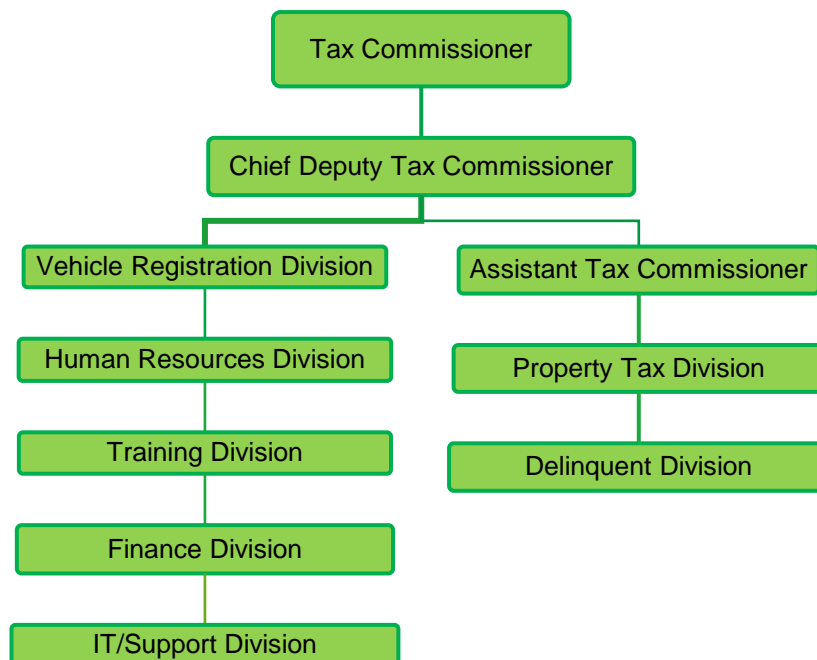 Tax Commissioner
Chief Deputy Tax Commissioner
Vehicle Registration Division
Human Resources Division
Training Division
Finance Division
IT/Support Division
Assistant Tax Commissioner
Property Tax Division
Delinquent Division